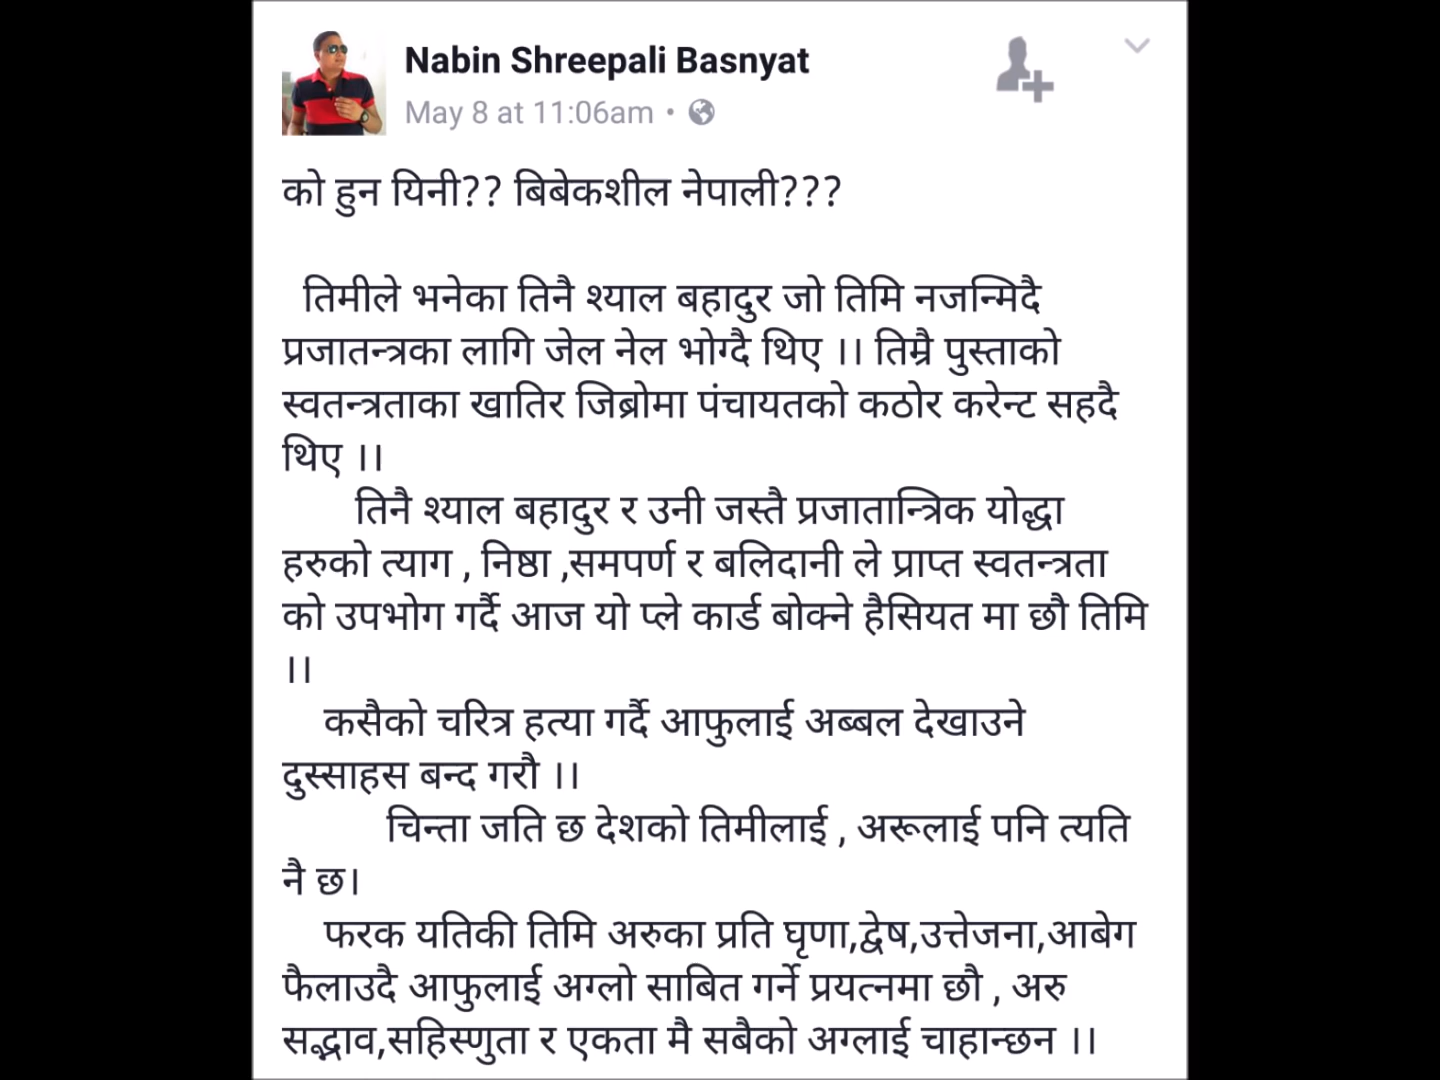 Nabin Shreepali Basnyat
May 8 at 11:06am •
को हुन यिनी?? बिबेकशील नेपाली???
तिमीले भनेका तिनै श्याल बहादुर जो तिमि नजन्मिदै
प्रजातन्त्रका लागि जेल नेल भोग्दै थिए ।। तिम्रै पुस्ताको
स्वतन्त्रताका खातिर जिब्रोमा पंचायतको कठोर करेन्ट सहदै
थिए ।।
तिनै श्याल बहादुर र उनी जस्तै प्रजातान्त्रिक योद्धा
हरुको त्याग , निष्ठा ,समपर्ण र बलिदानी ले प्राप्त स्वतन्त्रता
को उपभोग गर्दै आज यो प्ले कार्ड बोक्ने हैसियत मा छौ तिमि
।।
कसैको चरित्र हत्या गर्दै आफुलाई अब्बल देखाउने
दुस्साहस बन्द गरौ ।।
चिन्ता जति छ देशको तिमीलाई , अरूलाई पनि त्यति
नै छ।
फरक यतिकी तिमि अरुका प्रति घृणा,द्वेष,उत्तेजना,आबेग
फैलाउदै आफुलाई अग्लो साबित गर्ने प्रयत्नमा छौ , अरु
सद्भाव,सहिस्णुता र एकता मै सबैको अग्लाई चाहान्छन ।।